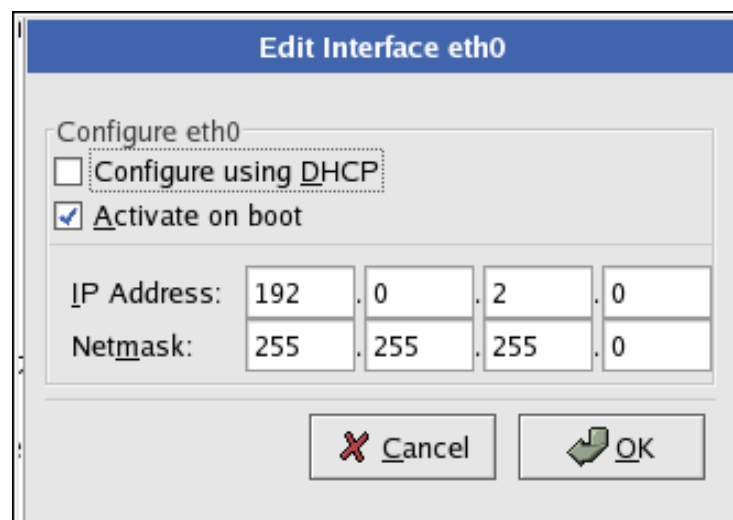 Edit Interface eth0
Configure eth0
Configure using DHCP
Activate on boot
IP Address: 192 . 0 . 2 . 0
Netmask: 255 . 255 . 255 . 0
Cancel OK